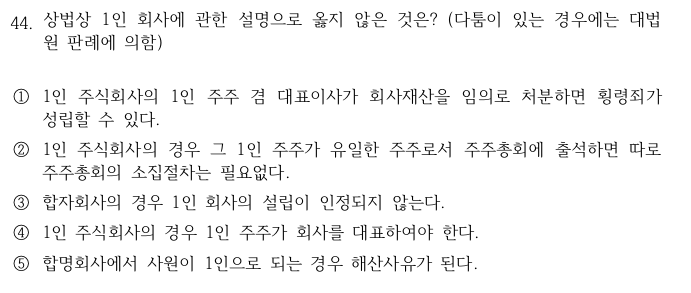 44. 상법상 1인 회사에 관한 설명으로 옳지 않은 것은? (다툼이 있는 경우에는 대법
원 판례에 의함)
① 1인 주식회사의 1인 주주 겸 대표이사가 회사재산을 임의로 처분하면 횡령죄가
성립할 수 있다.
② 1인 주식회사의 경우 그 1인 주주가 유일한 주주로서 주주총회에 출석하면 따로
주주총회의 소집절차는 필요없다.
③ 합자회사의 경우 1인 회사의 설립이 인정되지 않는다.
④ 1인 주식회사의 경우 1인 주주가 회사를 대표하여야 한다.
⑤ 합명회사에서 사원이 1인으로 되는 경우 해산사유가 된다.